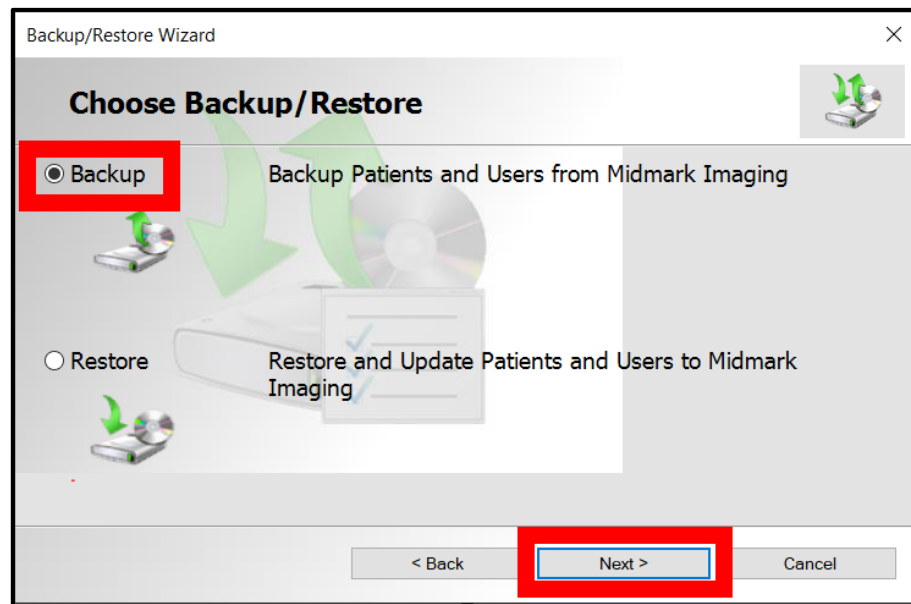 Backup/Restore Wizard
Choose Backup/Restore
Backup
Backup Patients and Users from Midmark Imaging
Restore
Restore and Update Patients and Users to Midmark
Imaging
< Back
Next >
Cancel